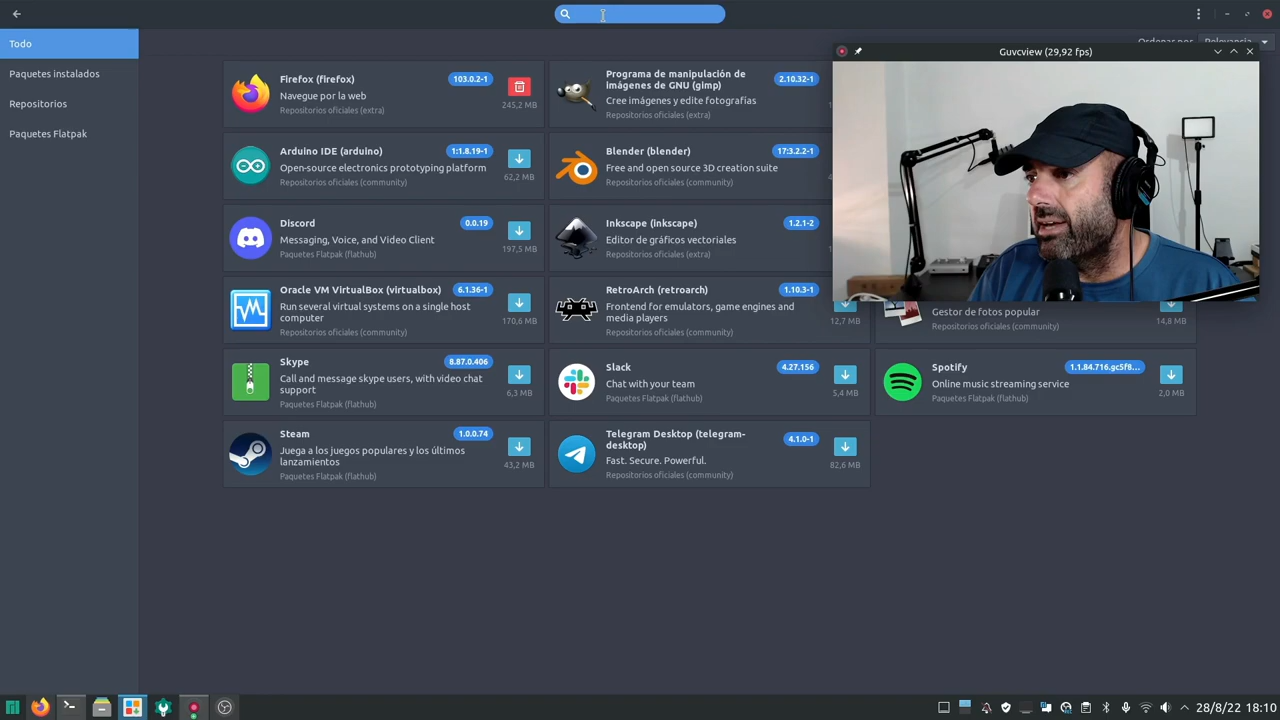 Todo
Paquetes instalados
Repositorios
Paquetes Flatpak
Guvcview (29,92 fps)
Firefox (firefox)
103.0.2-1
Navegue por la web
Repositorios oficiales (extra)
245,2 MB
Programa de manipulación de
imágenes de GNU (gimp)
2.10.32-1
Cree imágenes y edite fotografías
Repositorios oficiales (extra)
Arduino IDE (arduino)
1:1.8.19-1
Open-source electronics prototyping platform
Repositorios oficiales (community)
62,2 MB
Blender (blender)
17:3.2.2-1
Free and open source 3D creation suite
Repositorios oficiales (community)
Discord
0.0.19
Messaging, Voice, and Video Client
Paquetes Flatpak (flathub)
197,5 MB
Inkscape (inkscape)
1.2.1-2
Editor de gráficos vectoriales
Repositorios oficiales (extra)
Oracle VM VirtualBox (virtualbox)
6.1.36-1
Run several virtual systems on a single host
computer
Repositorios oficiales (community)
170,6 MB
RetroArch (retroarch)
1.10.3-1
Frontend for emulators, game engines and
media players
Repositorios oficiales (community)
12,7 MB
Gestor de fotos popular
Repositorios oficiales (community)
14,8 MB
Skype
8.87.0.406
Call and message skype users, with video chat
support
Paquetes Flatpak (flathub)
6,3 MB
Slack
4.27.156
Chat with your team
Paquetes Flatpak (flathub)
5,4 MB
Spotify
1.1.84.716.gc5f8...
Online music streaming service
Paquetes Flatpak (flathub)
2,0 MB
Steam
1.0.0.74
Juega a los juegos populares y los últimos
lanzamientos
Paquetes Flatpak (flathub)
43,2 MB
Telegram Desktop (telegram-
desktop)
4.1.0-1
Fast. Secure. Powerful.
Repositorios oficiales (community)
82,6 MB
28/8/22 18:10